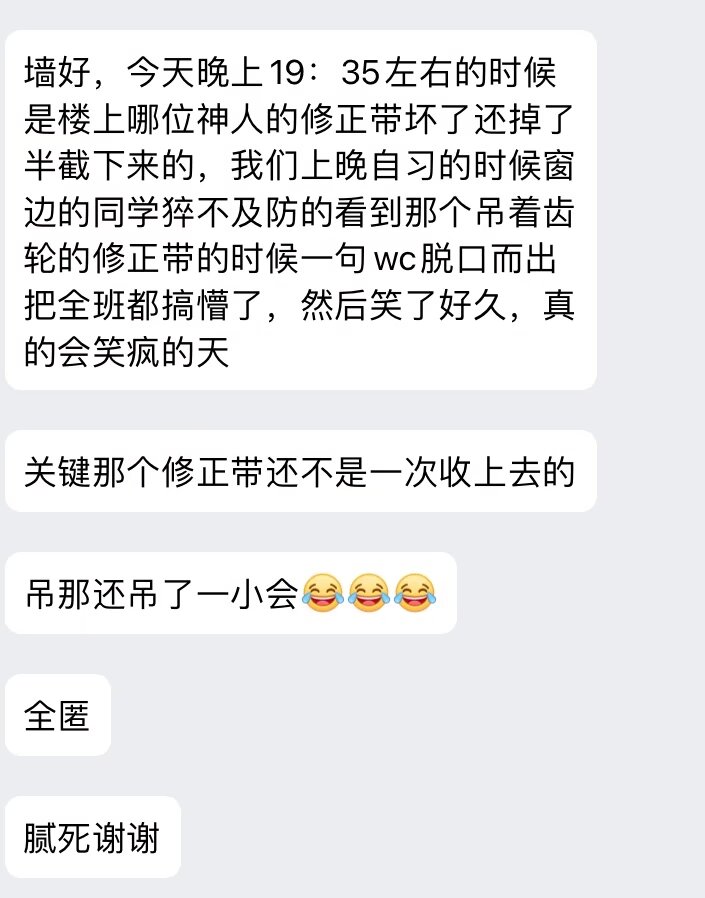 墙好，今天晚上19：35左右的时候
是楼上哪位神人的修正带坏了还掉了
半截下来的，我们上晚自习的时候窗
边的同学猝不及防的看到那个吊着齿
轮的修正带的时候一句wc脱口而出
把全班都搞懵了，然后笑了好久，真
的会笑疯的天
关键那个修正带还不是一次收上去的
吊那还吊了一小会😂😂😂
全匿
腻死谢谢